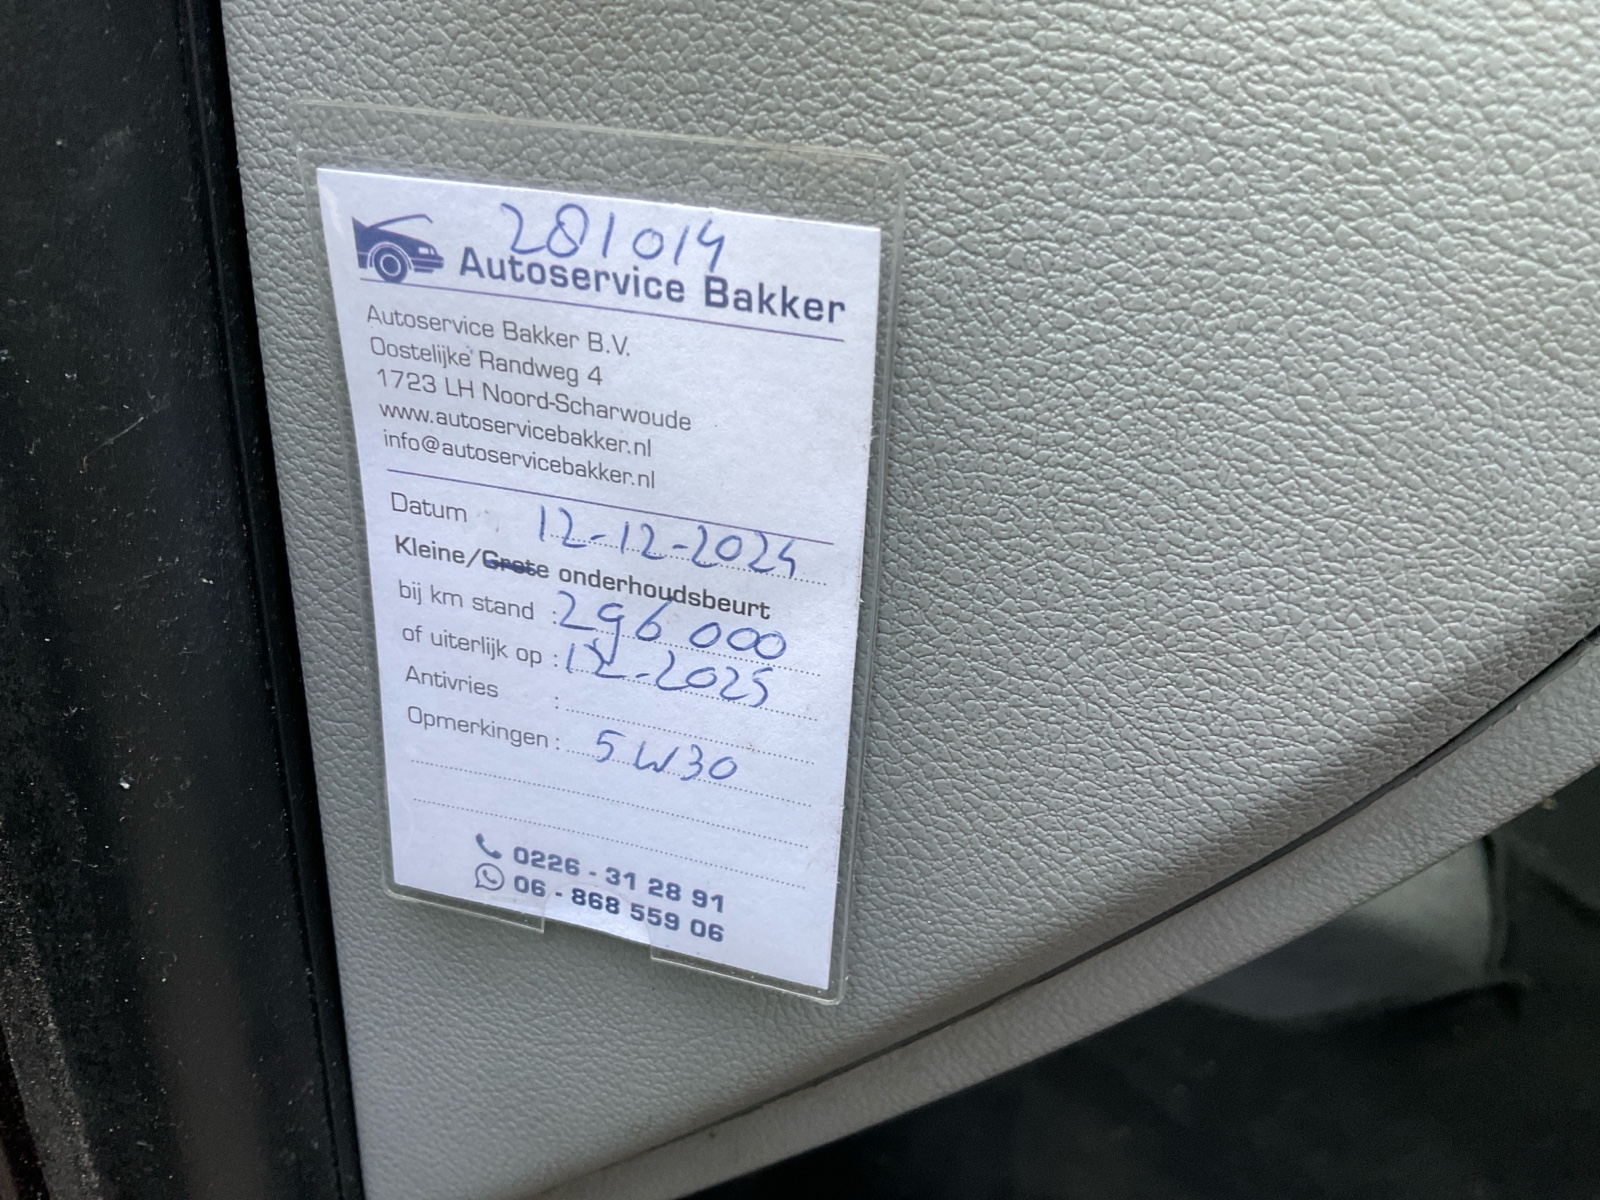 281014
Autoservice Bakker
Autoservice Bakker B.V.
Oostelijke Randweg 4
1723 LH Noord-Scharwoude
www.autoservicebakker.nl
info@autoservicebakker.nl
Datum 12-12-2024
Kleine/Grote onderhoudsbeurt
bij km stand : 296 000
of uiterlijk op : 12-2025
Antivries :
Opmerkingen : 5W30
0226 - 31 28 91
06 - 868 559 06